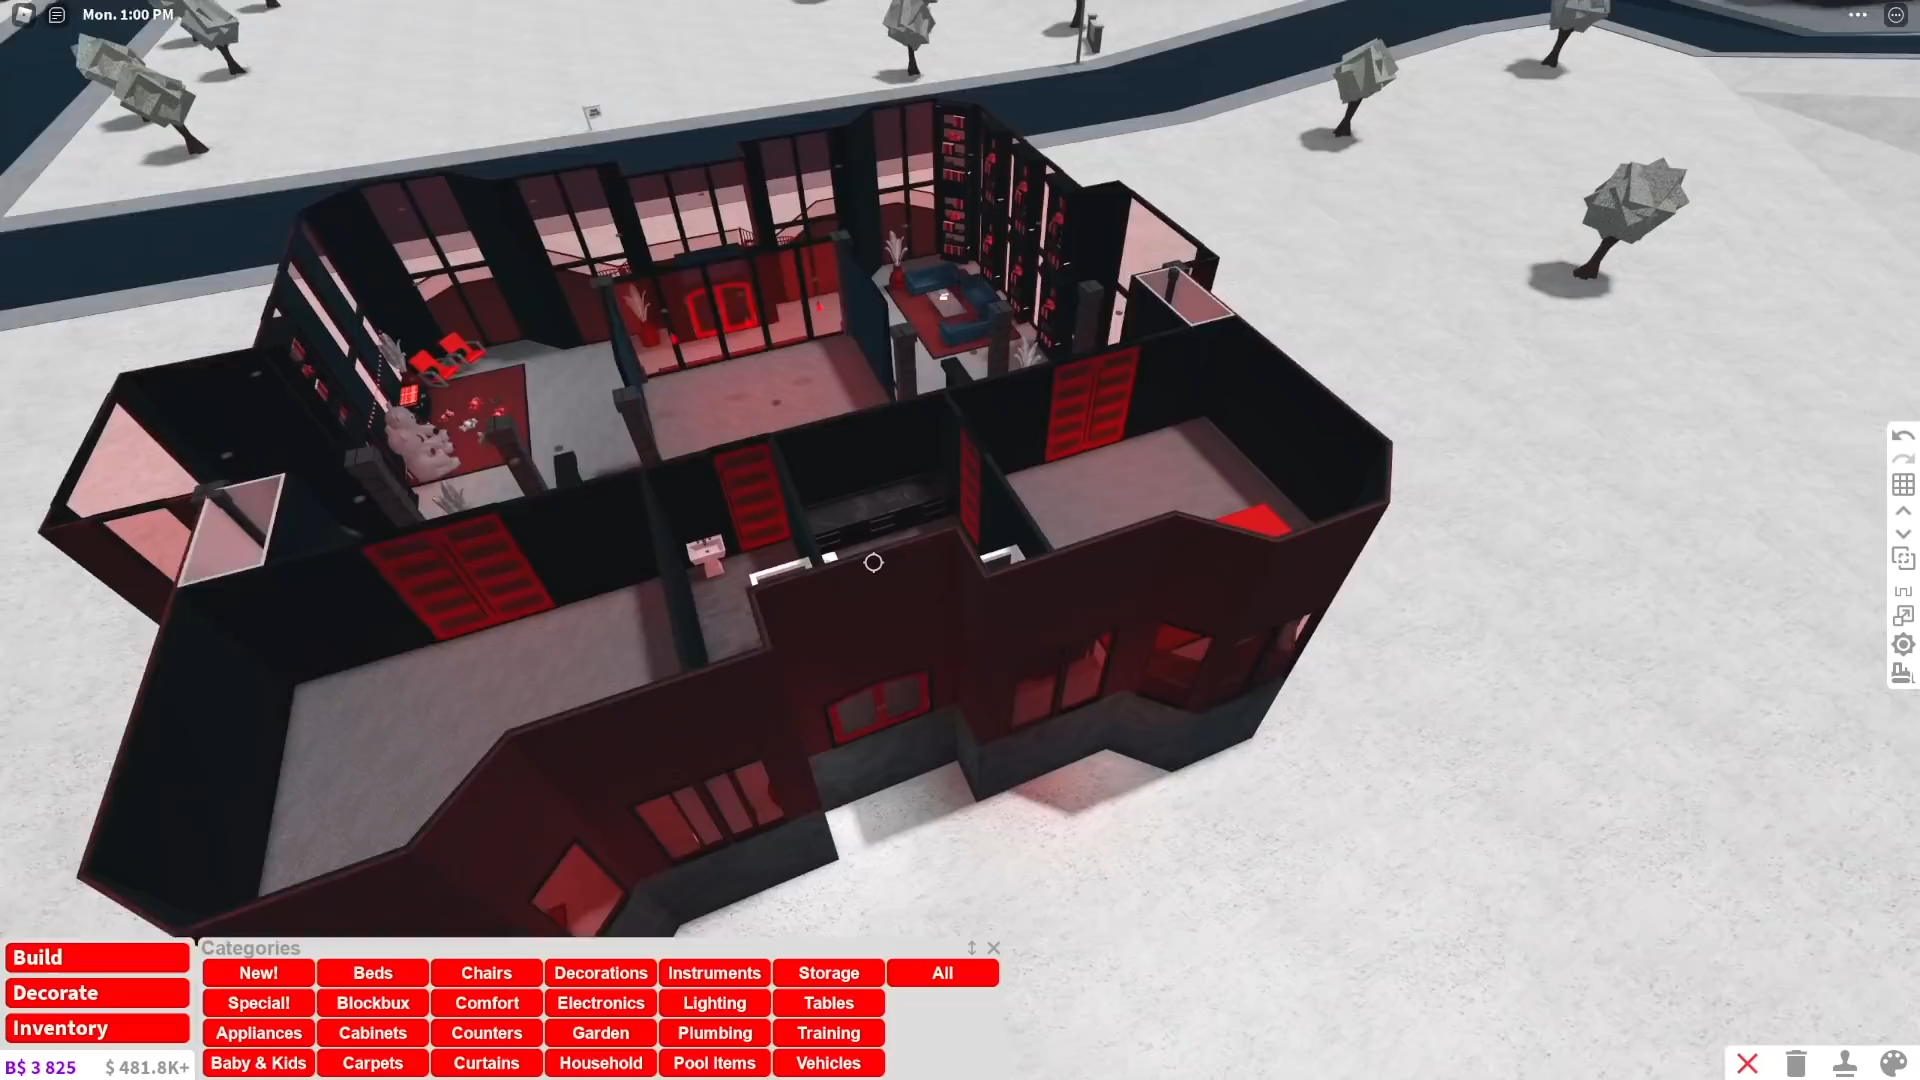 Mon. 1:00 PM
Build
Decorate
Inventory
B$ 3 825 $ 481.8K+
Categories
New! Beds Chairs Decorations Instruments Storage All
Special! Blockbux Comfort Electronics Lighting Tables
Appliances Cabinets Counters Garden Plumbing Training
Baby & Kids Carpets Curtains Household Pool Items Vehicles